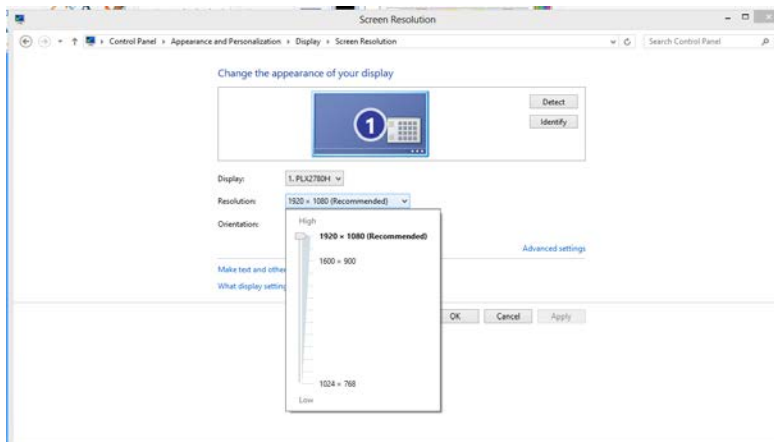 Screen Resolution
Control Panel › Appearance and Personalization › Display › Screen Resolution
Search Control Panel
Change the appearance of your display
1
Detect
Identify
Display: 1. PLX2780H
Resolution: 1920 × 1080 (Recommended)
Orientation:
High
1920 × 1080 (Recommended)
1600 × 900
1024 × 768
Low
Advanced settings
Make text and other
What display setting
OK Cancel Apply